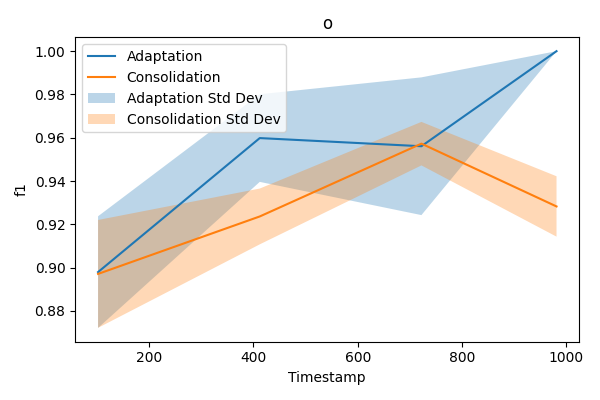 o
1.00
0.98
0.96
0.94
0.92
0.90
0.88
f1
Adaptation
Consolidation
Adaptation Std Dev
Consolidation Std Dev
200
400
600
800
1000
Timestamp